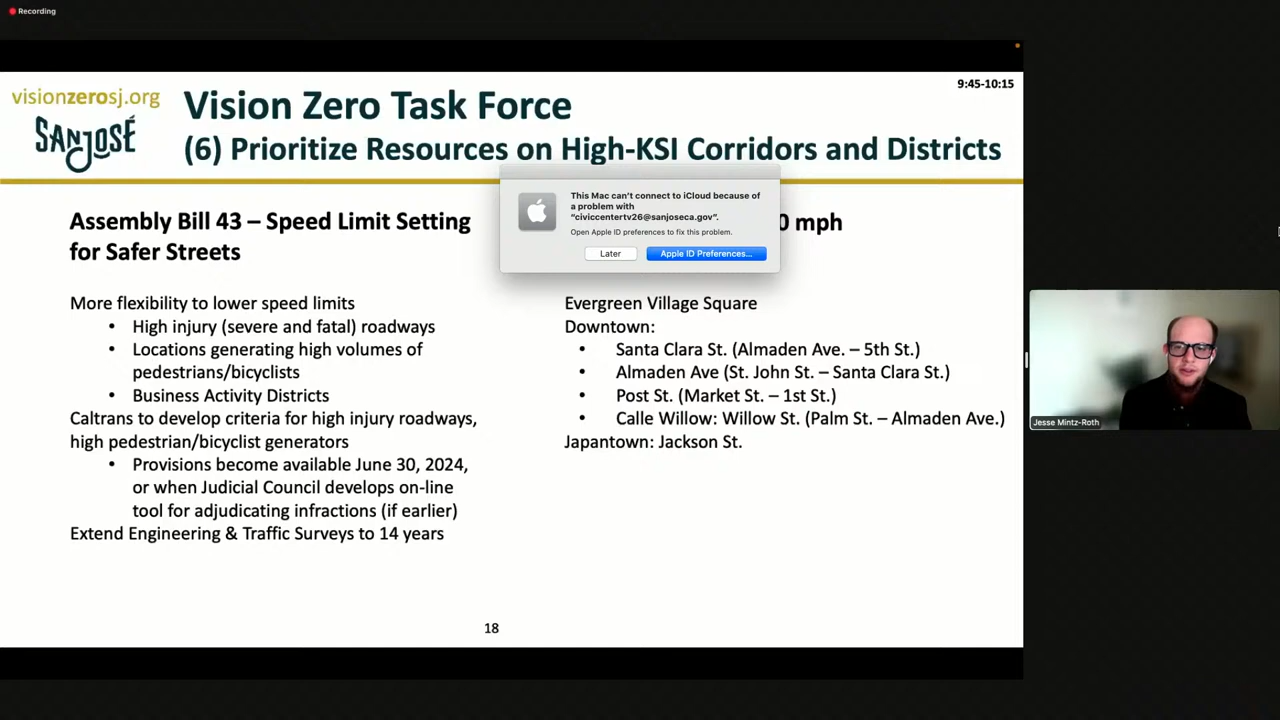 Recording
9:45-10:15
visionzerosj.org
SAN JOSÉ
Vision Zero Task Force
(6) Prioritize Resources on High-KSI Corridors and Districts
This Mac can't connect to iCloud because of
a problem with
“civiccentertv26@sanjoseca.gov”.
Open Apple ID preferences to fix this problem.
Later
Apple ID Preferences...
Assembly Bill 43 – Speed Limit Setting
for Safer Streets
More flexibility to lower speed limits
• High injury (severe and fatal) roadways
• Locations generating high volumes of
pedestrians/bicyclists
• Business Activity Districts
Caltrans to develop criteria for high injury roadways,
high pedestrian/bicyclist generators
• Provisions become available June 30, 2024,
or when Judicial Council develops on-line
tool for adjudicating infractions (if earlier)
Extend Engineering & Traffic Surveys to 14 years
mph
Evergreen Village Square
Downtown:
• Santa Clara St. (Almaden Ave. – 5th St.)
• Almaden Ave (St. John St. – Santa Clara St.)
• Post St. (Market St. – 1st St.)
• Calle Willow: Willow St. (Palm St. – Almaden Ave.)
Japantown: Jackson St.
18
Jesse Mintz-Roth